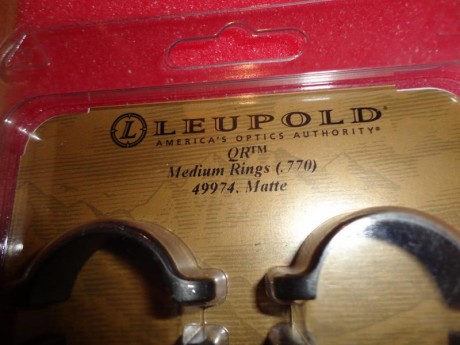 L LEUPOLD®
AMERICA'S OPTICS AUTHORITY®
QR™
Medium Rings (.770)
49974, Matte